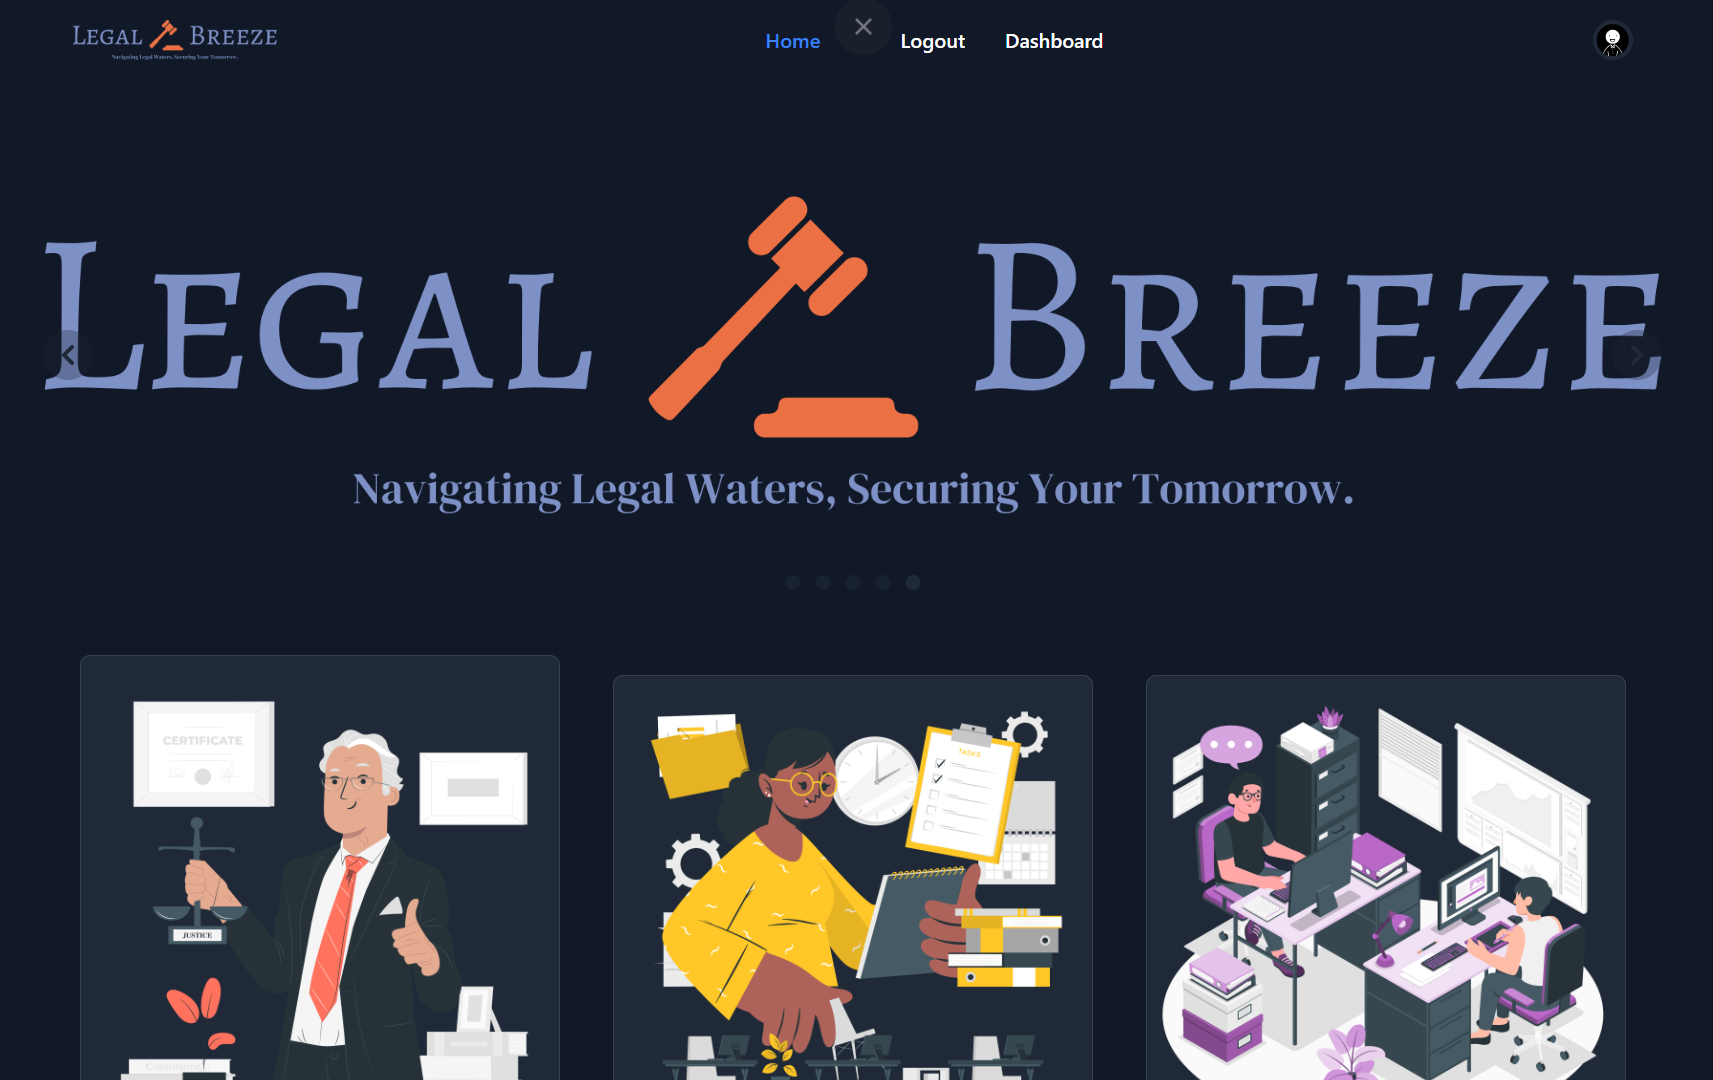 LEGAL BREEZE
Navigating Legal Waters, Securing Your Tomorrow.
Home
Logout
Dashboard
LEGAL BREEZE
Navigating Legal Waters, Securing Your Tomorrow.
CERTIFICATE
JUSTICE
Constitution
TASKS